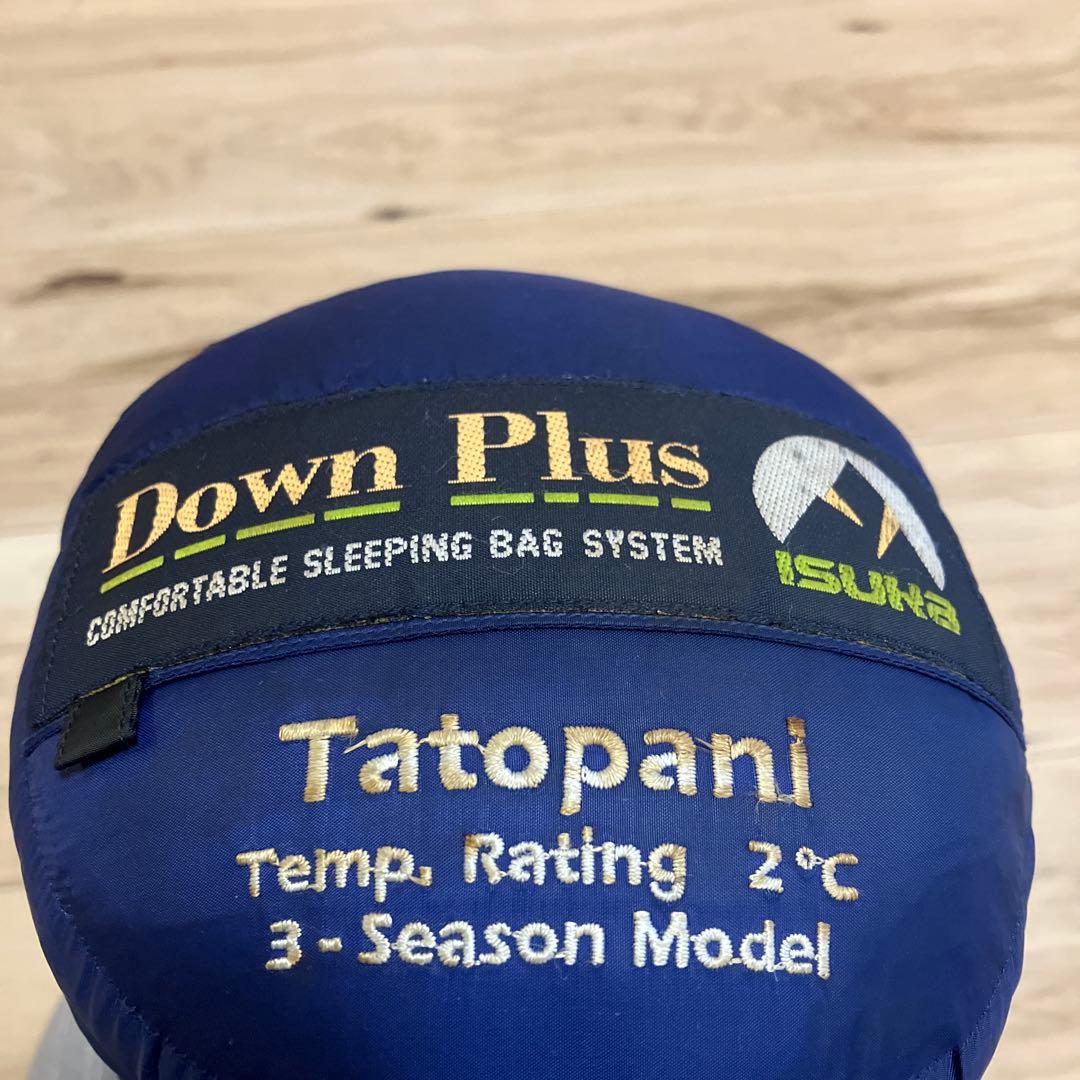 Down Plus
COMFORTABLE SLEEPING BAG SYSTEM
ISUKA
Tatopani
Temp. Rating 2°C
3-Season Model